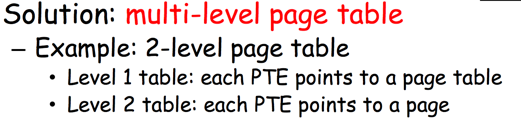 Solution: multi-level page table
– Example: 2-level page table
• Level 1 table: each PTE points to a page table
• Level 2 table: each PTE points to a page